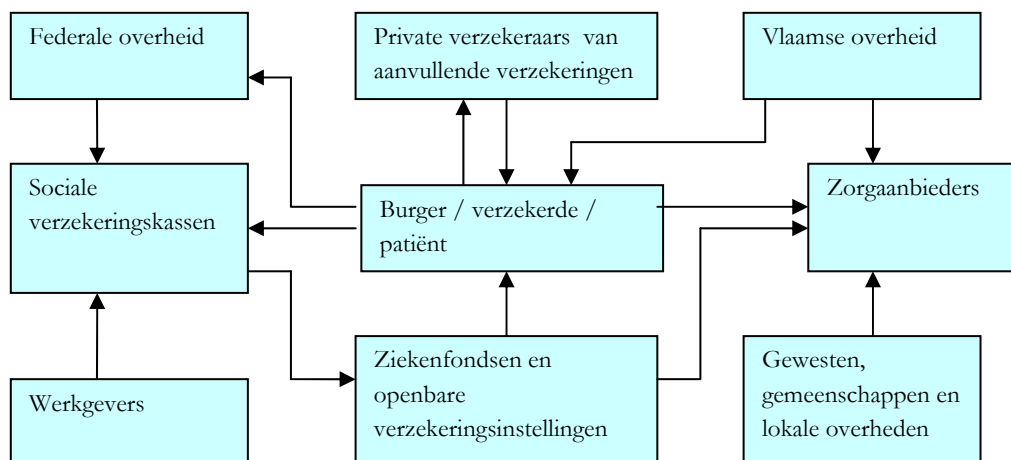 Federale overheid
Private verzekeraars van
aanvullende verzekeringen
Vlaamse overheid
Sociale
verzekeringskassen
Burger / verzekerde /
patiënt
Zorgaanbieders
Werkgevers
Ziekenfondsen en
openbare
verzekeringsinstellingen
Gewesten,
gemeenschappen en
lokale overheden